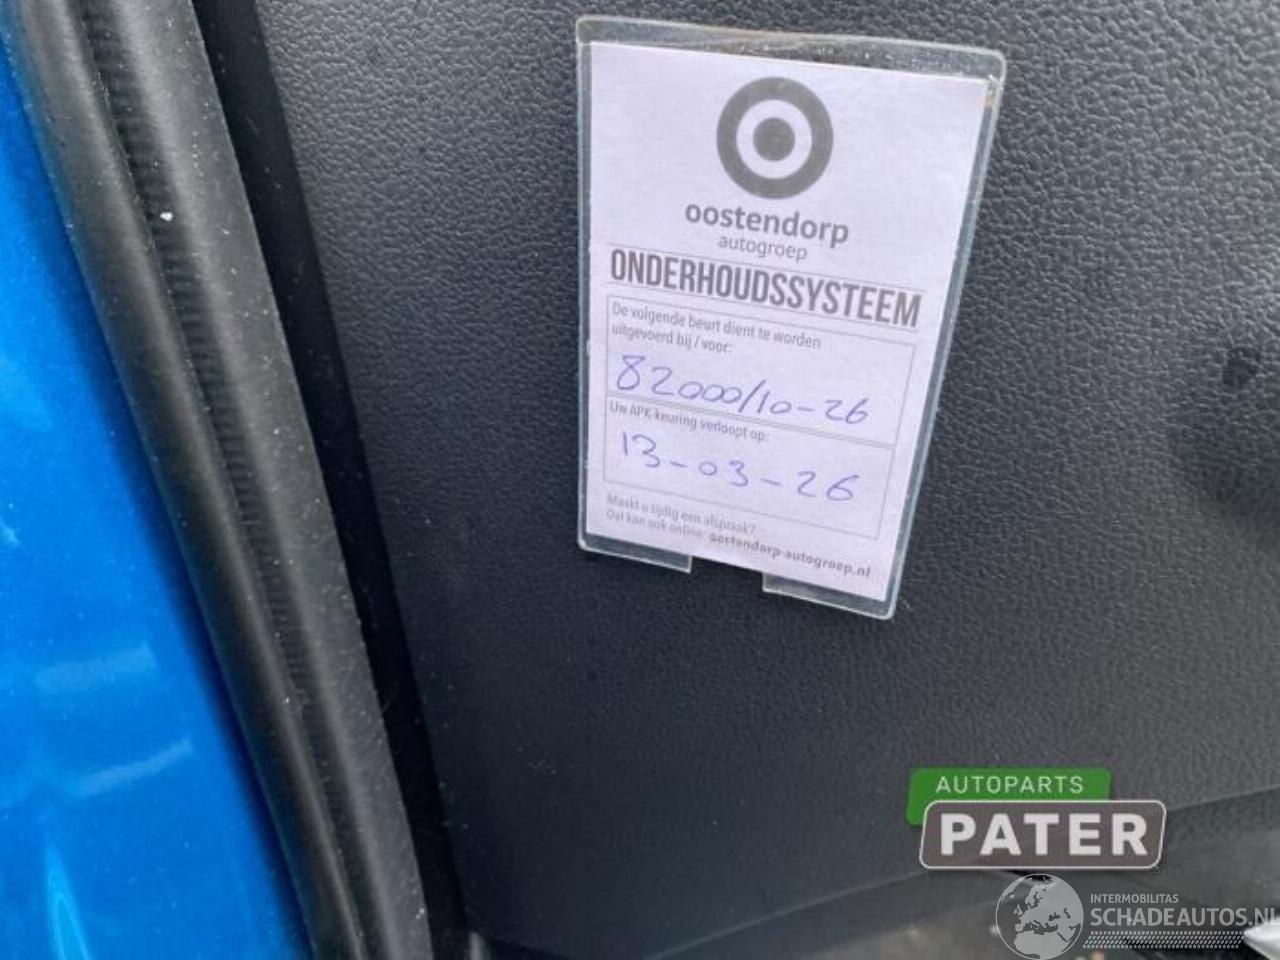 oostendorp
autogroep
ONDERHOUDSSYSTEEM
De volgende beurt dient te worden
uitgevoerd bij / voor:
82000/10-26
Uw APK-keuring verloopt op:
13-03-26
Maakt u tijdig een afspraak?
Dat kan ook online: oostendorp-autogroep.nl
AUTOPARTS
PATER
INTERMOBILITAS
SCHADEAUTOS.NL